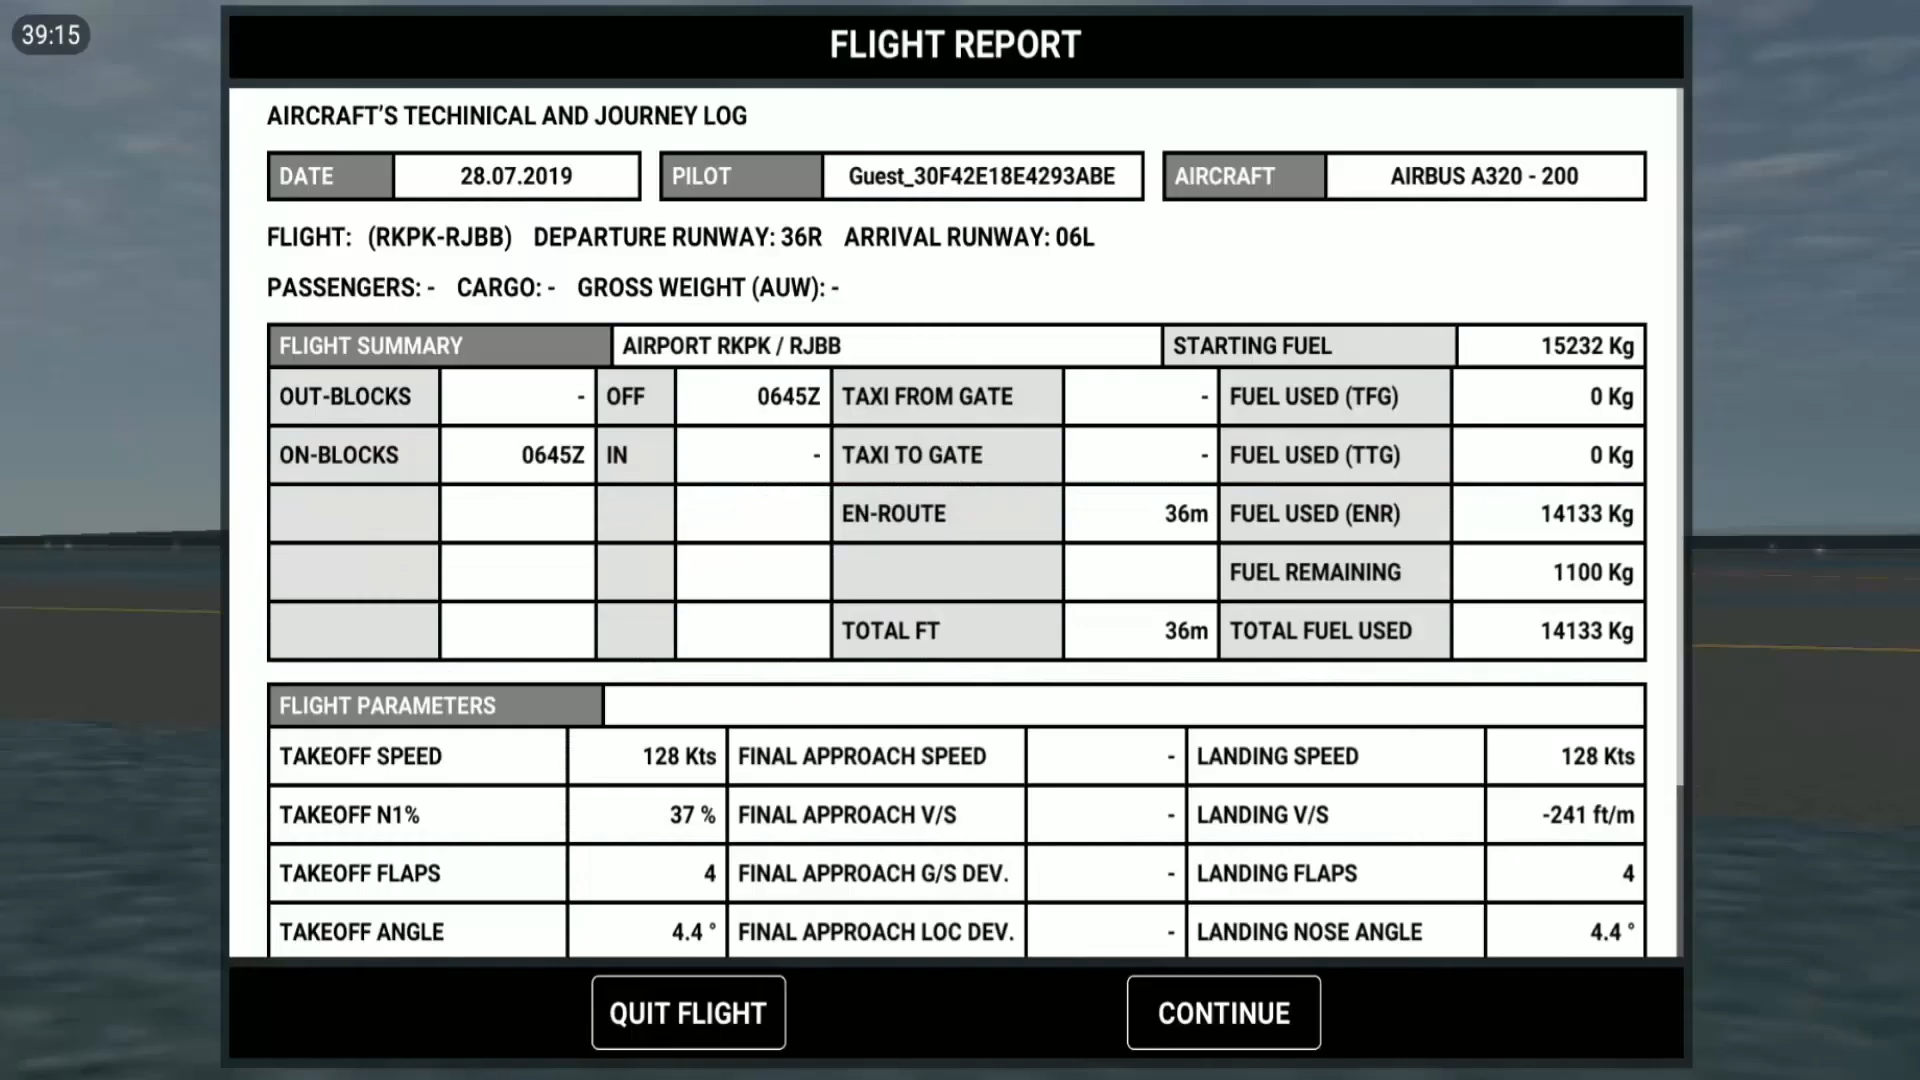 39:15
FLIGHT REPORT
AIRCRAFT'S TECHINICAL AND JOURNEY LOG
DATE 28.07.2019 PILOT Guest_30F42E18E4293ABE AIRCRAFT AIRBUS A320 - 200
FLIGHT: (RKPK-RJBB) DEPARTURE RUNWAY: 36R ARRIVAL RUNWAY: 06L
PASSENGERS: - CARGO: - GROSS WEIGHT (AUW): -
FLIGHT SUMMARY AIRPORT RKPK / RJBB STARTING FUEL 15232 Kg
OUT-BLOCKS - OFF 0645Z TAXI FROM GATE - FUEL USED (TFG) 0 Kg
ON-BLOCKS 0645Z IN - TAXI TO GATE - FUEL USED (TTG) 0 Kg
EN-ROUTE 36m FUEL USED (ENR) 14133 Kg
FUEL REMAINING 1100 Kg
TOTAL FT 36m TOTAL FUEL USED 14133 Kg
FLIGHT PARAMETERS
TAKEOFF SPEED 128 Kts FINAL APPROACH SPEED - LANDING SPEED 128 Kts
TAKEOFF N1% 37 % FINAL APPROACH V/S - LANDING V/S -241 ft/m
TAKEOFF FLAPS 4 FINAL APPROACH G/S DEV. - LANDING FLAPS 4
TAKEOFF ANGLE 4.4 ° FINAL APPROACH LOC DEV. - LANDING NOSE ANGLE 4.4 °
QUIT FLIGHT CONTINUE